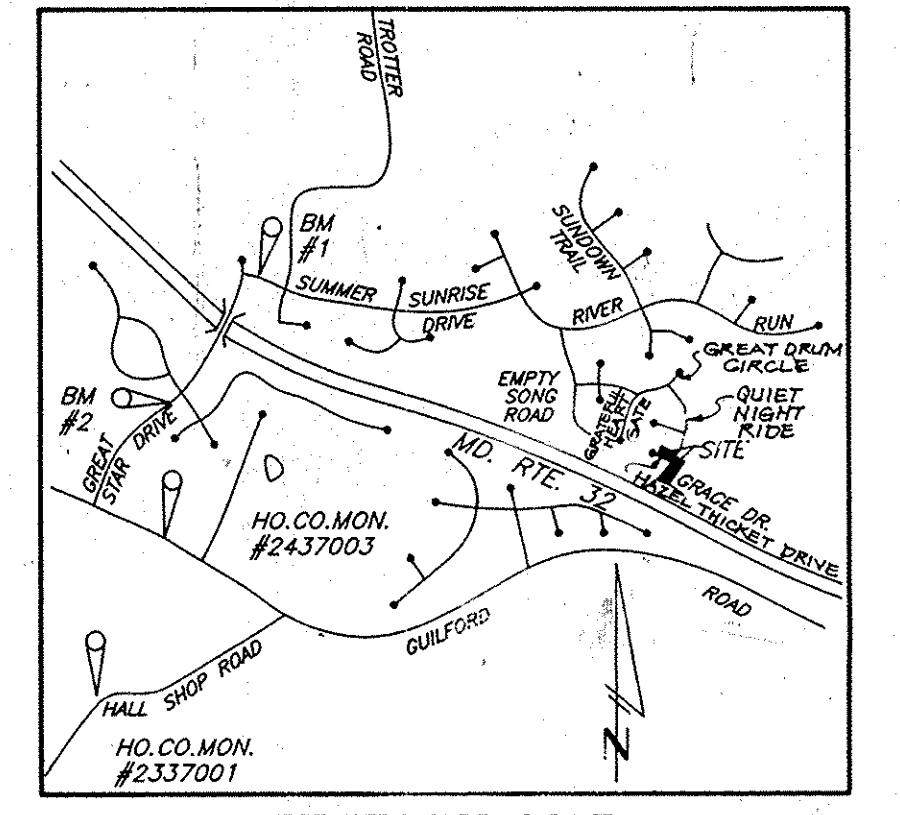 TROTTER
ROAD
BM
#1
SUMMER SUNRISE
DRIVE
SUNDOWN
TRAIL
RIVER RUN
GREAT DRUM
CIRCLE
EMPTY
SONG
ROAD
GRATEFUL
HEART
GATE
QUIET
NIGHT
RIDE
SITE
GRACE DR.
HAZEL THICKET DRIVE
BM
#2
GREAT
STAR DRIVE
MD. RTE. 32
HO.CO.MON.
#2437003
GUILFORD ROAD
HALL SHOP ROAD
HO.CO.MON.
#2337001
N